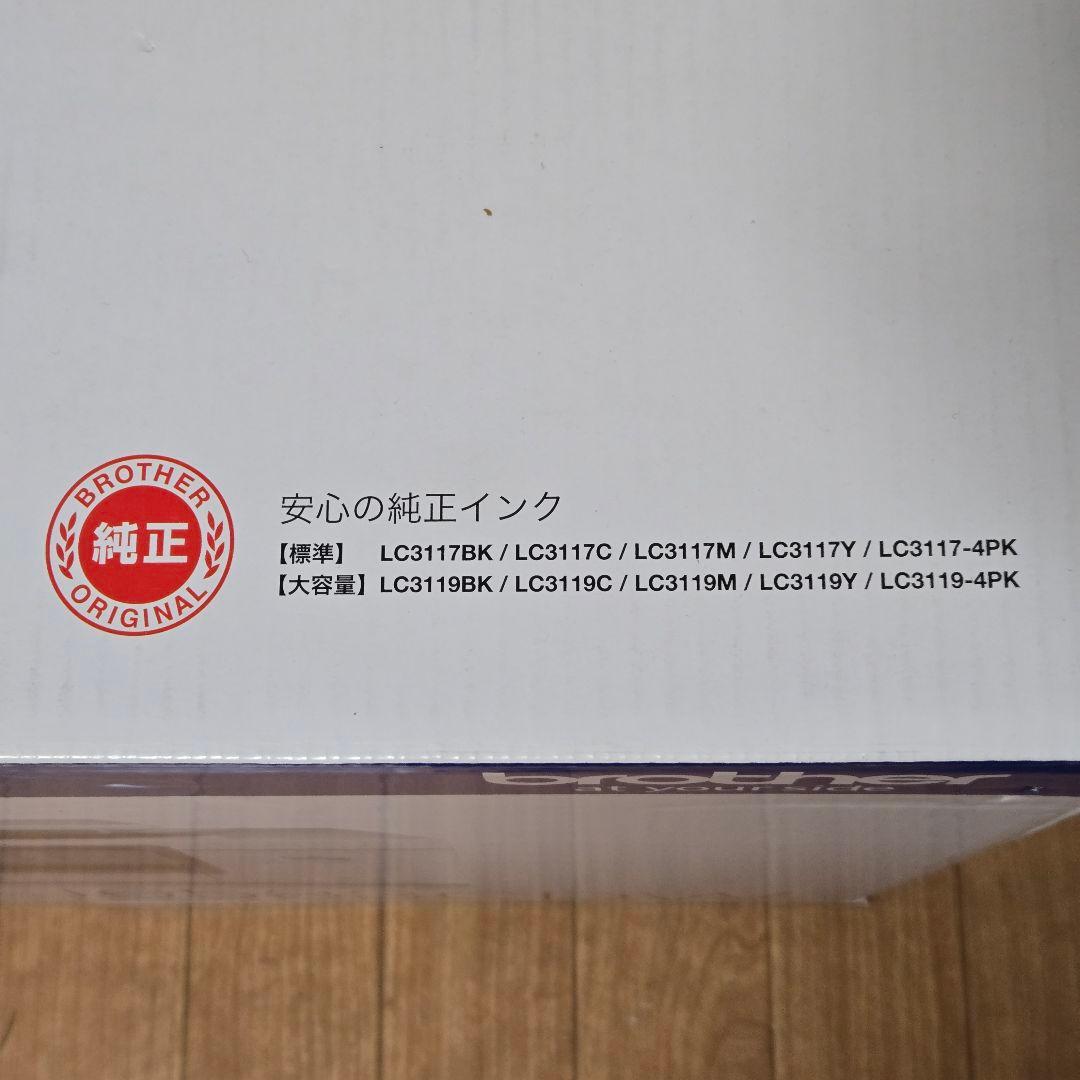 BROTHER
純正
ORIGINAL
安心の純正インク
【標準】 LC3117BK / LC3117C / LC3117M / LC3117Y / LC3117-4PK
【大容量】 LC3119BK / LC3119C / LC3119M / LC3119Y / LC3119-4PK
brother
at your side